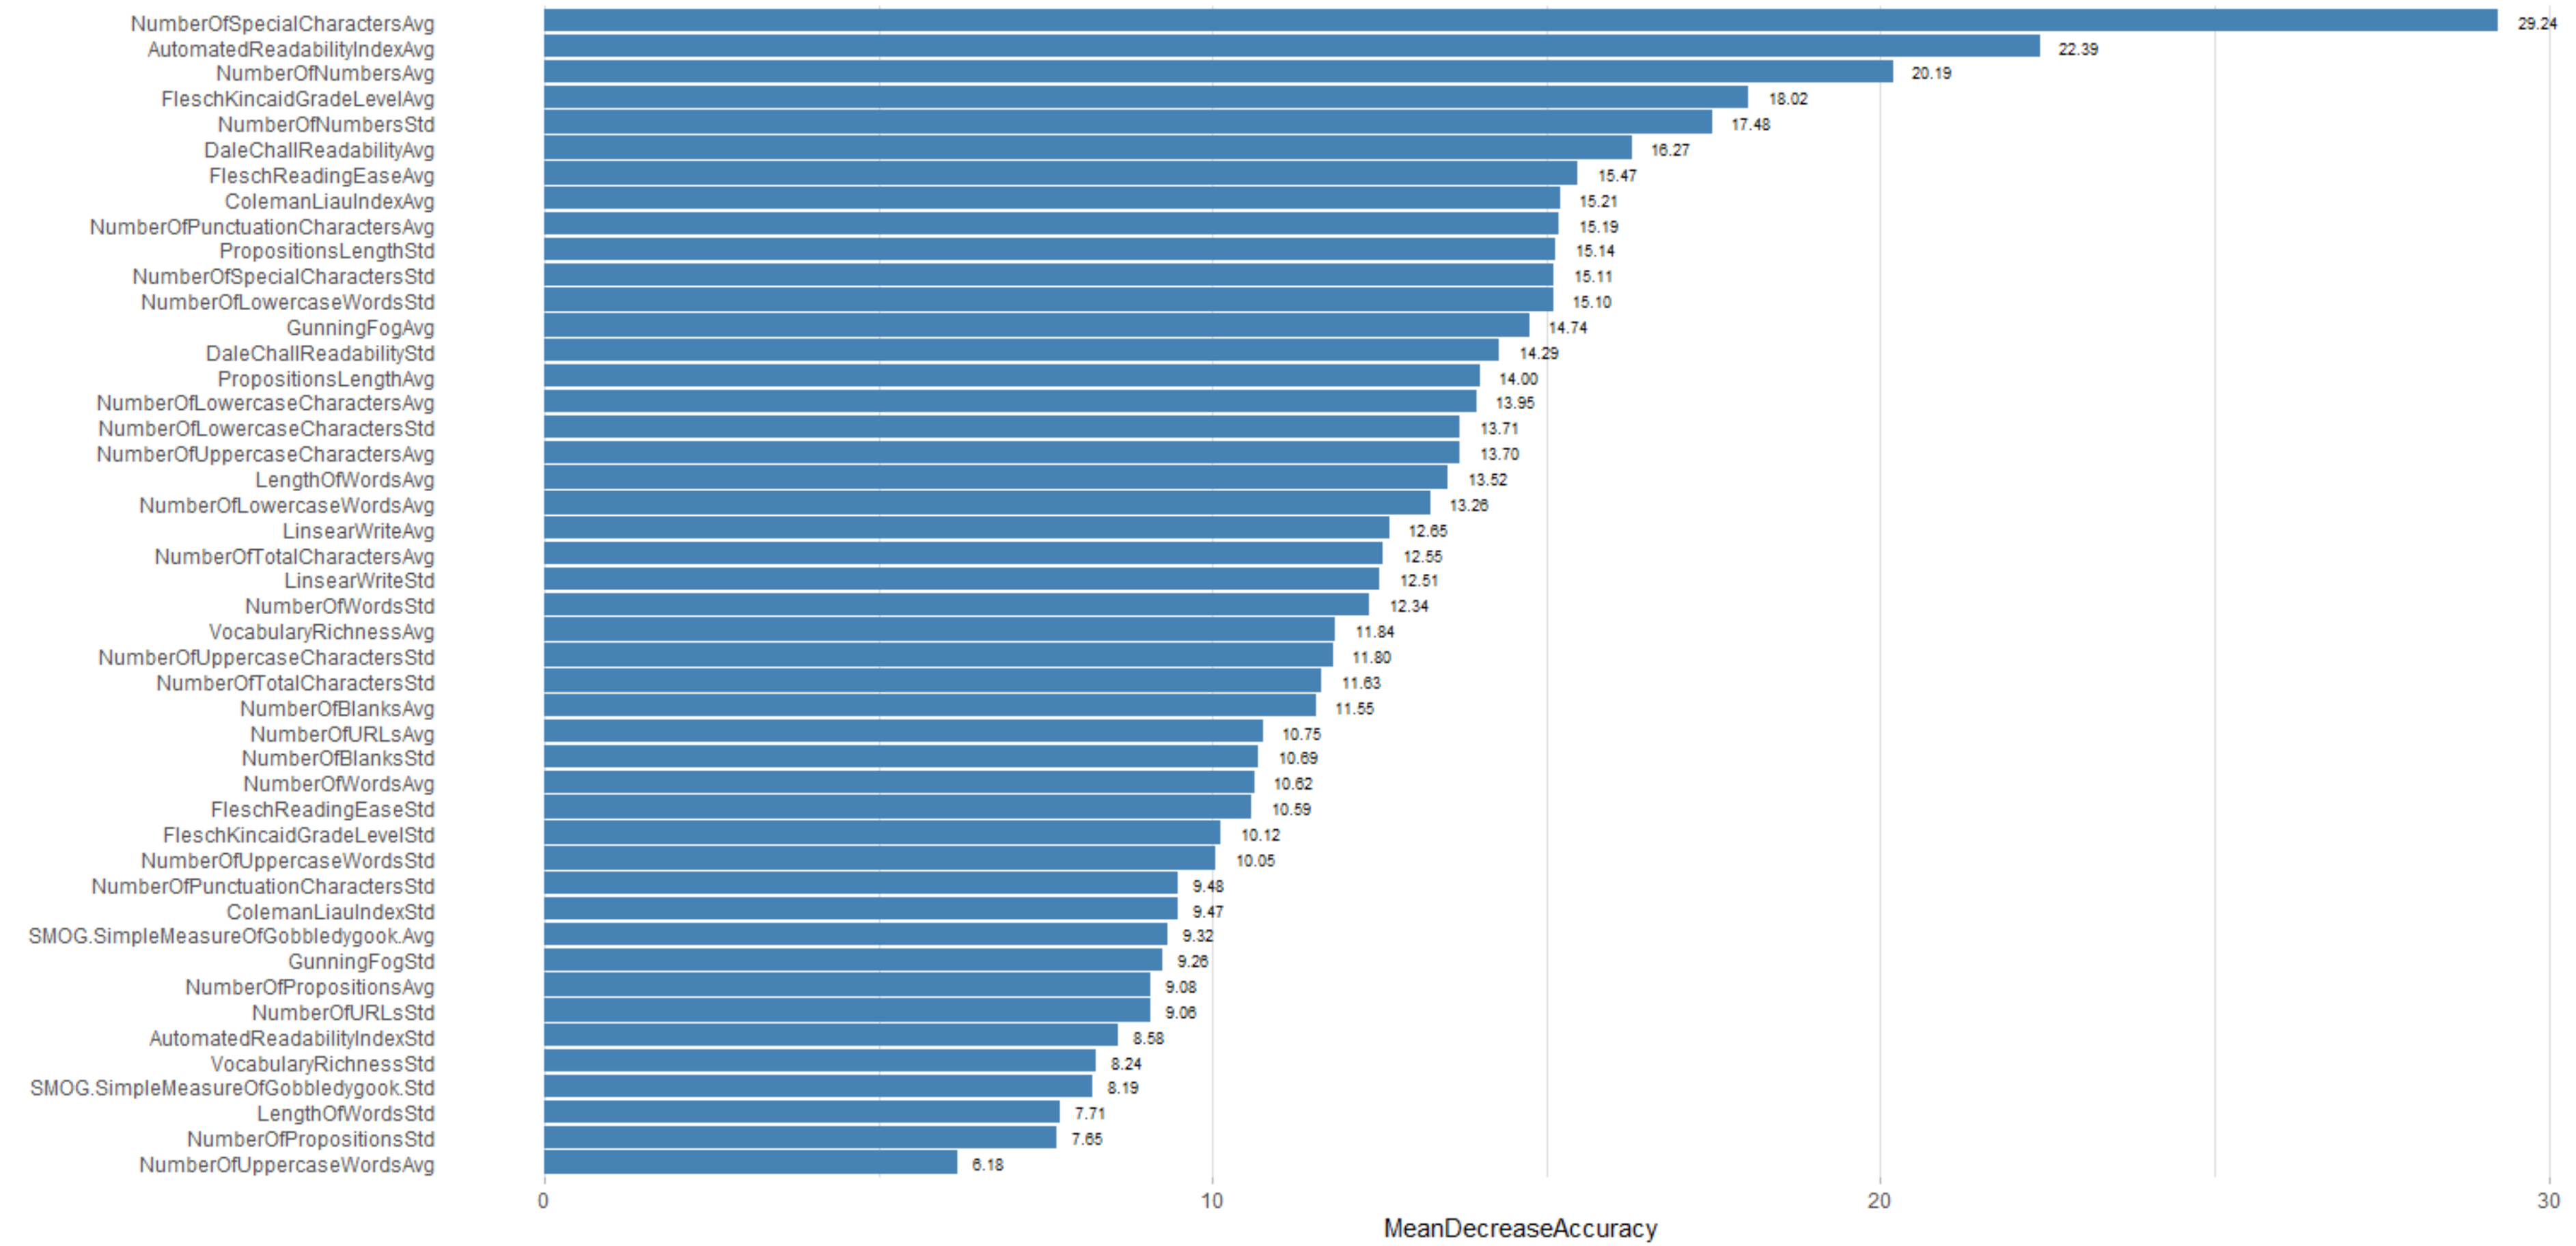 NumberOfSpecialCharactersAvg 29.24
AutomatedReadabilityIndexAvg 22.39
NumberOfNumbersAvg 20.19
FleschKincaidGradeLevelAvg 18.02
NumberOfNumbersStd 17.48
DaleChallReadabilityAvg 16.27
FleschReadingEaseAvg 15.47
ColemanLiauIndexAvg 15.21
NumberOfPunctuationCharactersAvg 15.19
PropositionsLengthStd 15.14
NumberOfSpecialCharactersStd 15.11
NumberOfLowercaseWordsStd 15.10
GunningFogAvg 14.74
DaleChallReadabilityStd 14.29
PropositionsLengthAvg 14.00
NumberOfLowercaseCharactersAvg 13.95
NumberOfLowercaseCharactersStd 13.71
NumberOfUppercaseCharactersAvg 13.70
LengthOfWordsAvg 13.52
NumberOfLowercaseWordsAvg 13.26
LinsearWriteAvg 12.65
NumberOfTotalCharactersAvg 12.55
LinsearWriteStd 12.51
NumberOfWordsStd 12.34
VocabularyRichnessAvg 11.84
NumberOfUppercaseCharactersStd 11.80
NumberOfTotalCharactersStd 11.63
NumberOfBlanksAvg 11.55
NumberOfURLsAvg 10.75
NumberOfBlanksStd 10.69
NumberOfWordsAvg 10.62
FleschReadingEaseStd 10.59
FleschKincaidGradeLevelStd 10.12
NumberOfUppercaseWordsStd 10.05
NumberOfPunctuationCharactersStd 9.48
ColemanLiauIndexStd 9.47
SMOG.SimpleMeasureOfGobbledygook.Avg 9.32
GunningFogStd 9.26
NumberOfPropositionsAvg 9.08
NumberOfURLsStd 9.06
AutomatedReadabilityIndexStd 8.58
VocabularyRichnessStd 8.24
SMOG.SimpleMeasureOfGobbledygook.Std 8.19
LengthOfWordsStd 7.71
NumberOfPropositionsStd 7.65
NumberOfUppercaseWordsAvg 6.18
0 10 20 30
MeanDecreaseAccuracy